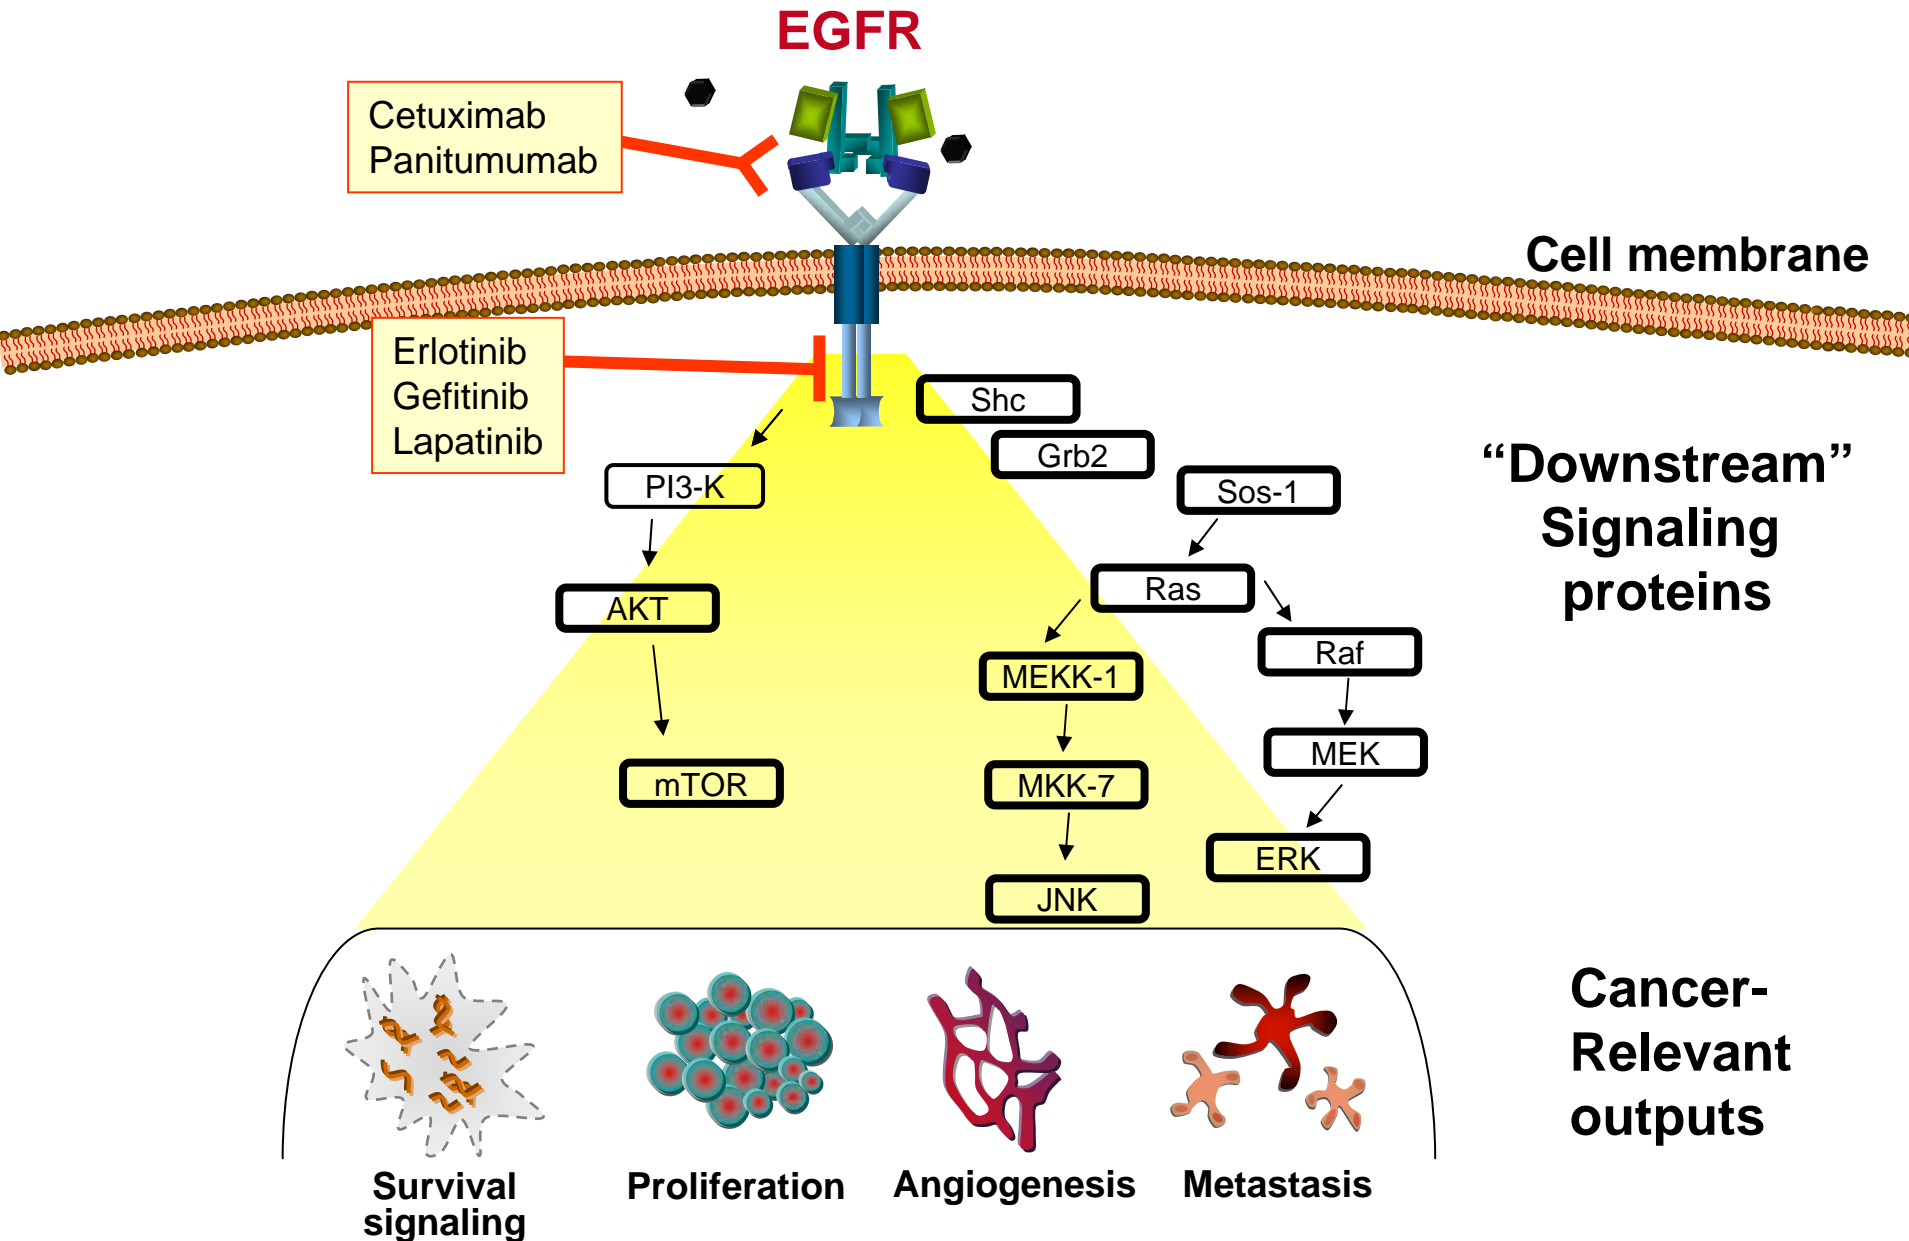 EGFR
Cetuximab
Panitumumab
Cell membrane
Erlotinib
Gefitinib
Lapatinib
Shc
Grb2
PI3-K
Sos-1
“Downstream”
Signaling
proteins
AKT
Ras
Raf
MEKK-1
MEK
mTOR
MKK-7
ERK
JNK
Cancer-
Relevant
outputs
Survival
signaling
Proliferation
Angiogenesis
Metastasis